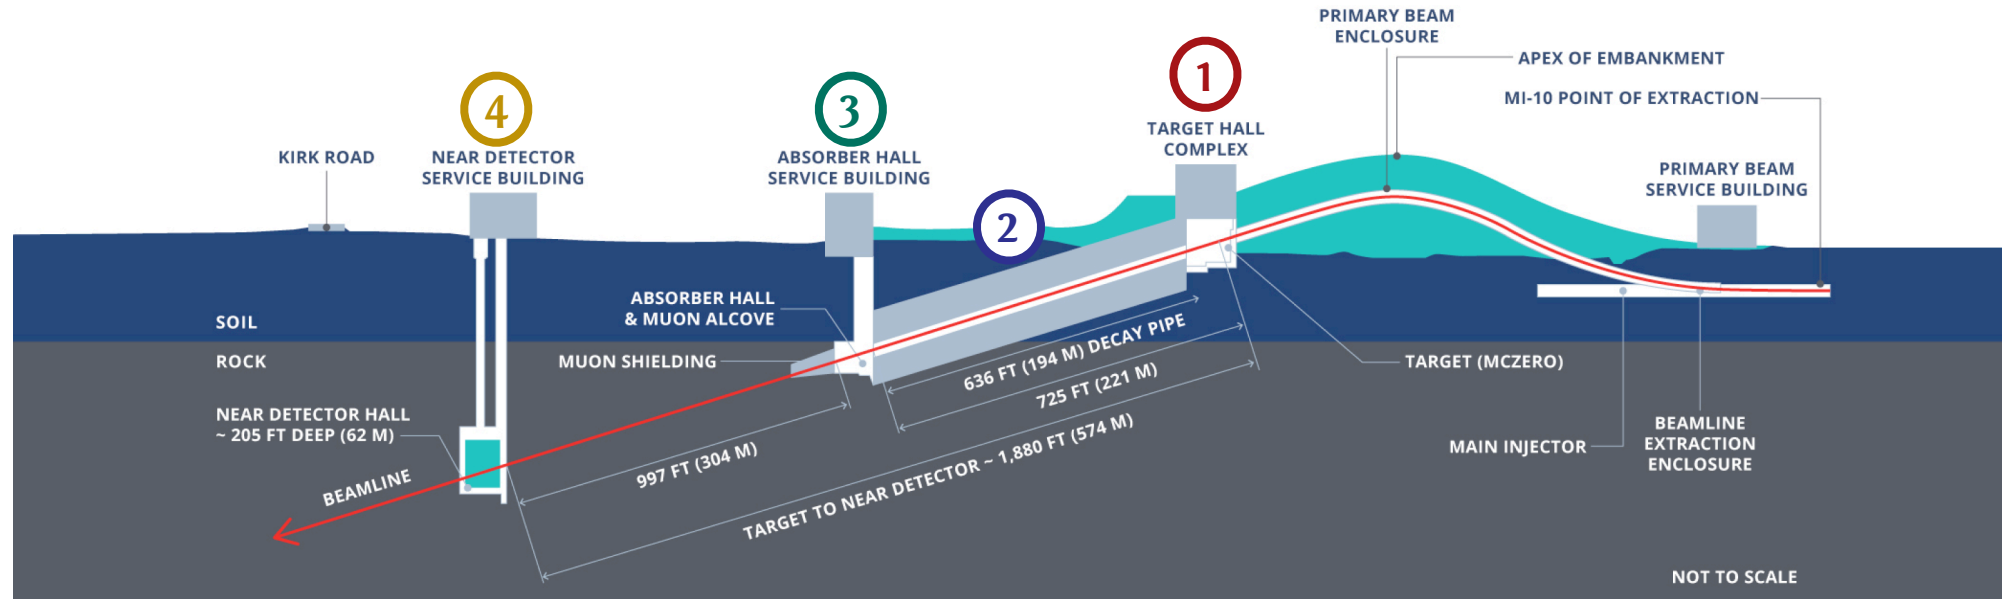 PRIMARY BEAM
ENCLOSURE
APEX OF EMBANKMENT
MI-10 POINT OF EXTRACTION
1
TARGET HALL
COMPLEX
4
3
KIRK ROAD
NEAR DETECTOR
SERVICE BUILDING
ABSORBER HALL
SERVICE BUILDING
PRIMARY BEAM
SERVICE BUILDING
2
ABSORBER HALL
& MUON ALCOVE
SOIL
ROCK
MUON SHIELDING
636 FT (194 M) DECAY PIPE
725 FT (221 M)
TARGET (MCZERO)
NEAR DETECTOR HALL
~ 205 FT DEEP (62 M)
BEAMLINE
997 FT (304 M)
TARGET TO NEAR DETECTOR ~ 1,880 FT (574 M)
MAIN INJECTOR
BEAMLINE
EXTRACTION
ENCLOSURE
NOT TO SCALE